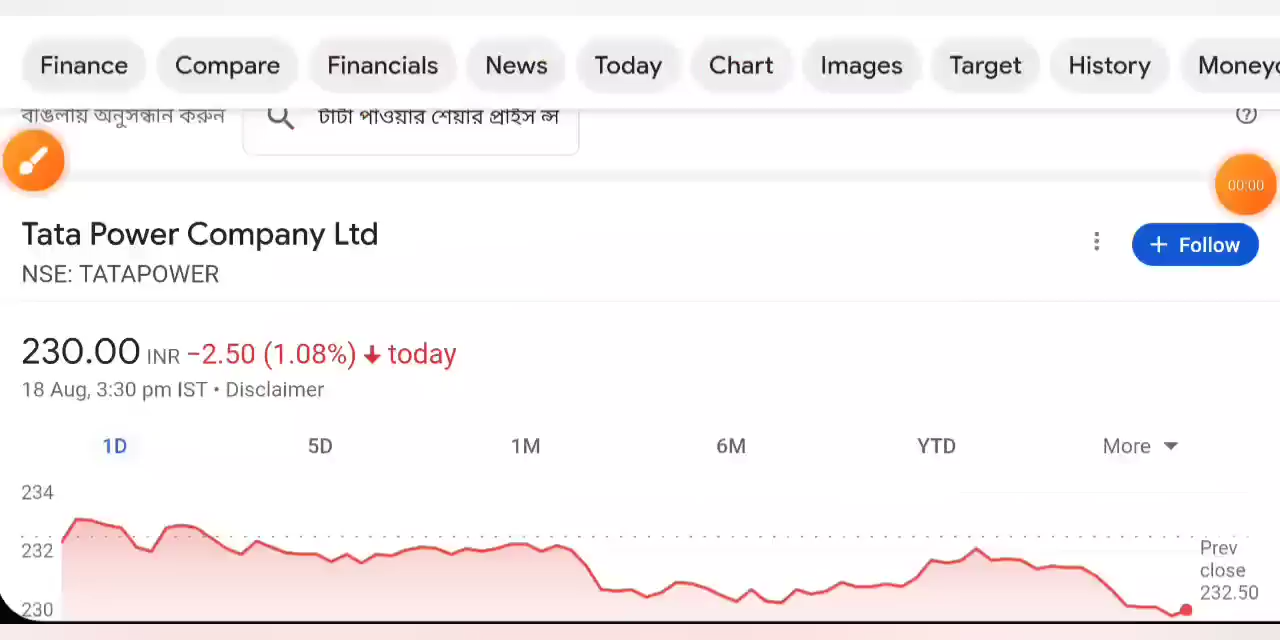 Finance Compare Financials News Today Chart Images Target History Moneyc
বাঙলায় অনুসন্ধান করুন টাটা পাওয়ার শেয়ার প্রাইস
00:00
Tata Power Company Ltd
+ Follow
NSE: TATAPOWER
230.00 INR −2.50 (1.08%) ↓ today
18 Aug, 3:30 pm IST • Disclaimer
1D 5D 1M 6M YTD More
234
232
230
Prev
close
232.50